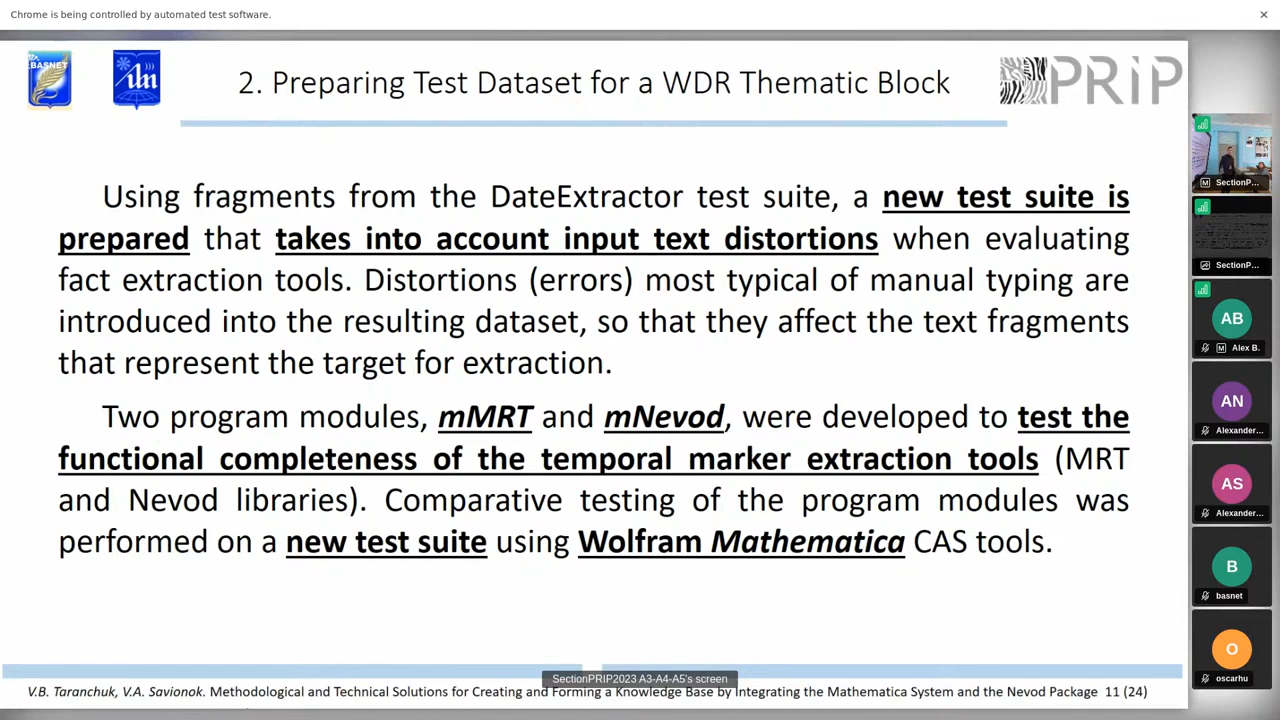 Chrome is being controlled by automated test software.
BASNET
2. Preparing Test Dataset for a WDR Thematic Block
PRIP
Using fragments from the DateExtractor test suite, a new test suite is
prepared that takes into account input text distortions when evaluating
fact extraction tools. Distortions (errors) most typical of manual typing are
introduced into the resulting dataset, so that they affect the text fragments
that represent the target for extraction.
Two program modules, mMRT and mNevod, were developed to test the
functional completeness of the temporal marker extraction tools (MRT
and Nevod libraries). Comparative testing of the program modules was
performed on a new test suite using Wolfram Mathematica CAS tools.
SectionPRIP2023 A3-A4-A5's screen
V.B. Taranchuk, V.A. Savionok. Methodological and Technical Solutions for Creating and Forming a Knowledge Base by Integrating the Mathematica System and the Nevod Package 11 (24)
SectionP...
SectionP...
AB
Alex B.
AN
Alexander...
AS
Alexander...
B
basnet
O
oscarhu